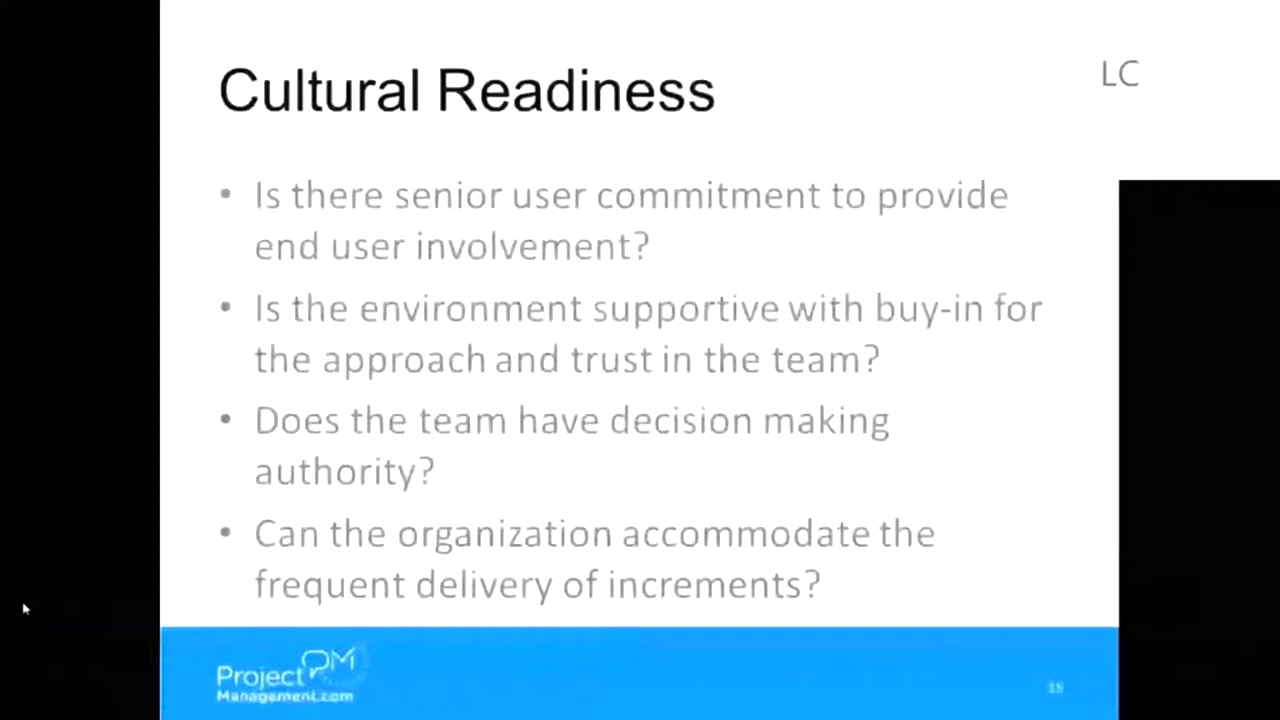 Cultural Readiness
LC
• Is there senior user commitment to provide
end user involvement?
• Is the environment supportive with buy-in for
the approach and trust in the team?
• Does the team have decision making
authority?
• Can the organization accommodate the
frequent delivery of increments?
PM
Project
Management.com